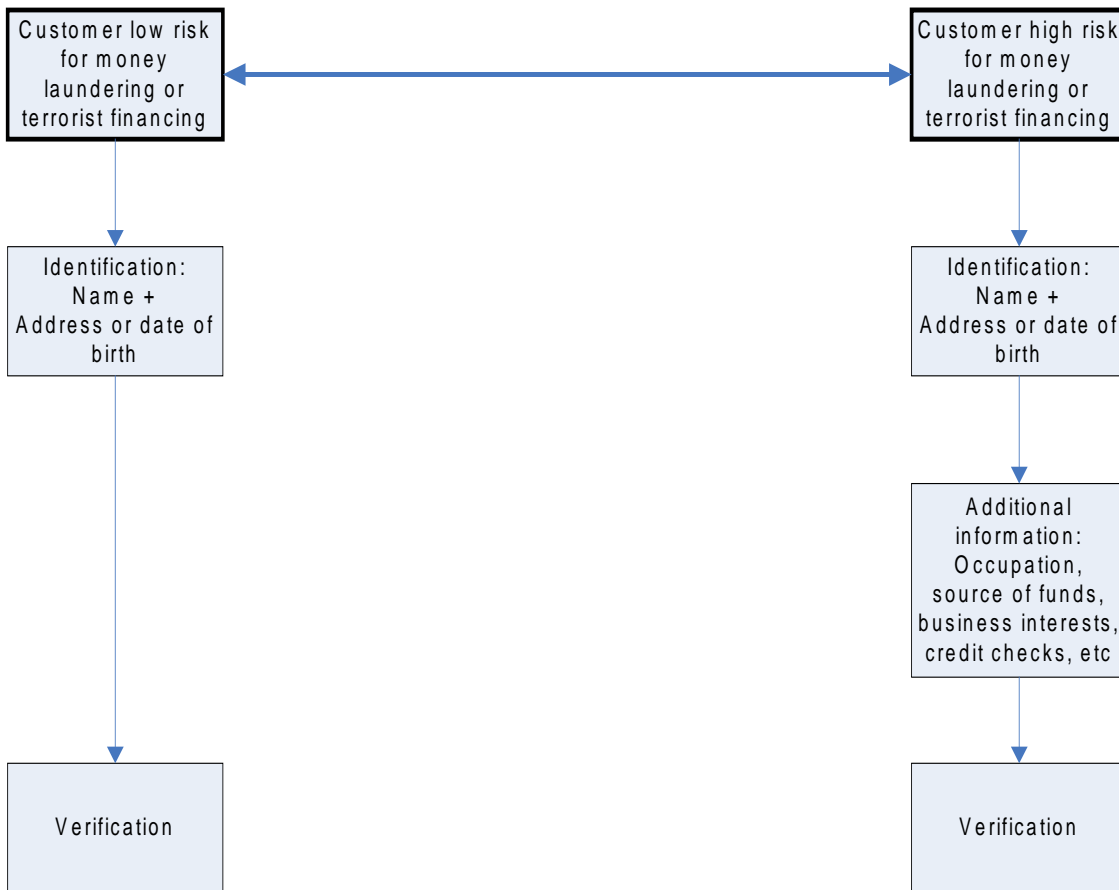 Customer low risk
for money
laundering or
terrorist financing
Customer high risk
for money
laundering or
terrorist financing
Identification:
Name +
Address or date of
birth
Identification:
Name +
Address or date of
birth
Additional
information:
Occupation,
source of funds,
business interests,
credit checks, etc
Verification
Verification